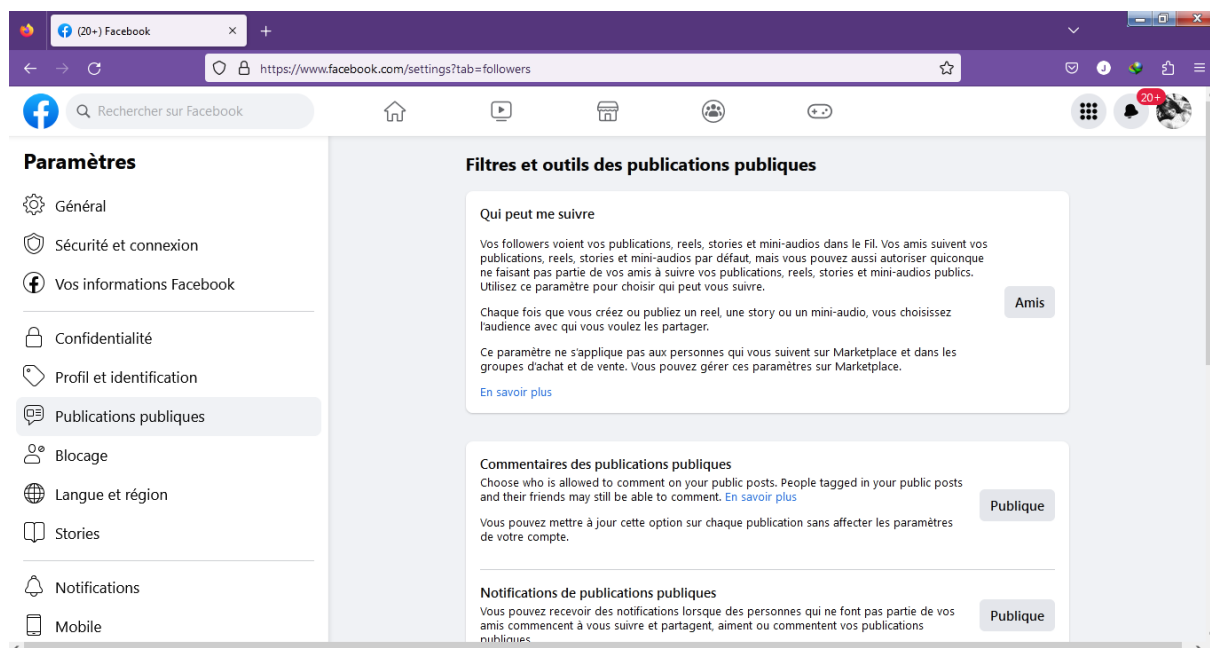 (20+) Facebook
https://www.facebook.com/settings?tab=followers
Rechercher sur Facebook
20+
Paramètres
Général
Sécurité et connexion
Vos informations Facebook
Confidentialité
Profil et identification
Publications publiques
Blocage
Langue et région
Stories
Notifications
Mobile
Filtres et outils des publications publiques
Qui peut me suivre
Vos followers voient vos publications, reels, stories et mini-audios dans le Fil. Vos amis suivent vos
publications, reels, stories et mini-audios par défaut, mais vous pouvez aussi autoriser quiconque
ne faisant pas partie de vos amis à suivre vos publications, reels, stories et mini-audios publics.
Utilisez ce paramètre pour choisir qui peut vous suivre.
Amis
Chaque fois que vous créez ou publiez un reel, une story ou un mini-audio, vous choisissez
l'audience avec qui vous voulez les partager.
Ce paramètre ne s'applique pas aux personnes qui vous suivent sur Marketplace et dans les
groupes d'achat et de vente. Vous pouvez gérer ces paramètres sur Marketplace.
En savoir plus
Commentaires des publications publiques
Choose who is allowed to comment on your public posts. People tagged in your public posts
and their friends may still be able to comment. En savoir plus
Publique
Vous pouvez mettre à jour cette option sur chaque publication sans affecter les paramètres
de votre compte.
Notifications de publications publiques
Vous pouvez recevoir des notifications lorsque des personnes qui ne font pas partie de vos
amis commencent à vous suivre et partagent, aiment ou commentent vos publications
publiques.
Publique